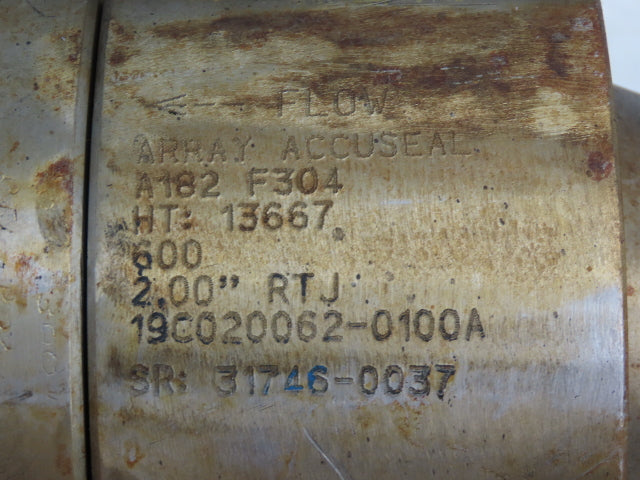 <-- FLOW
ARRAY ACCUSEAL
A182 F304
HT: 13667
600
2.00" RTJ
19C020062-0100A
SR: 31746-0037